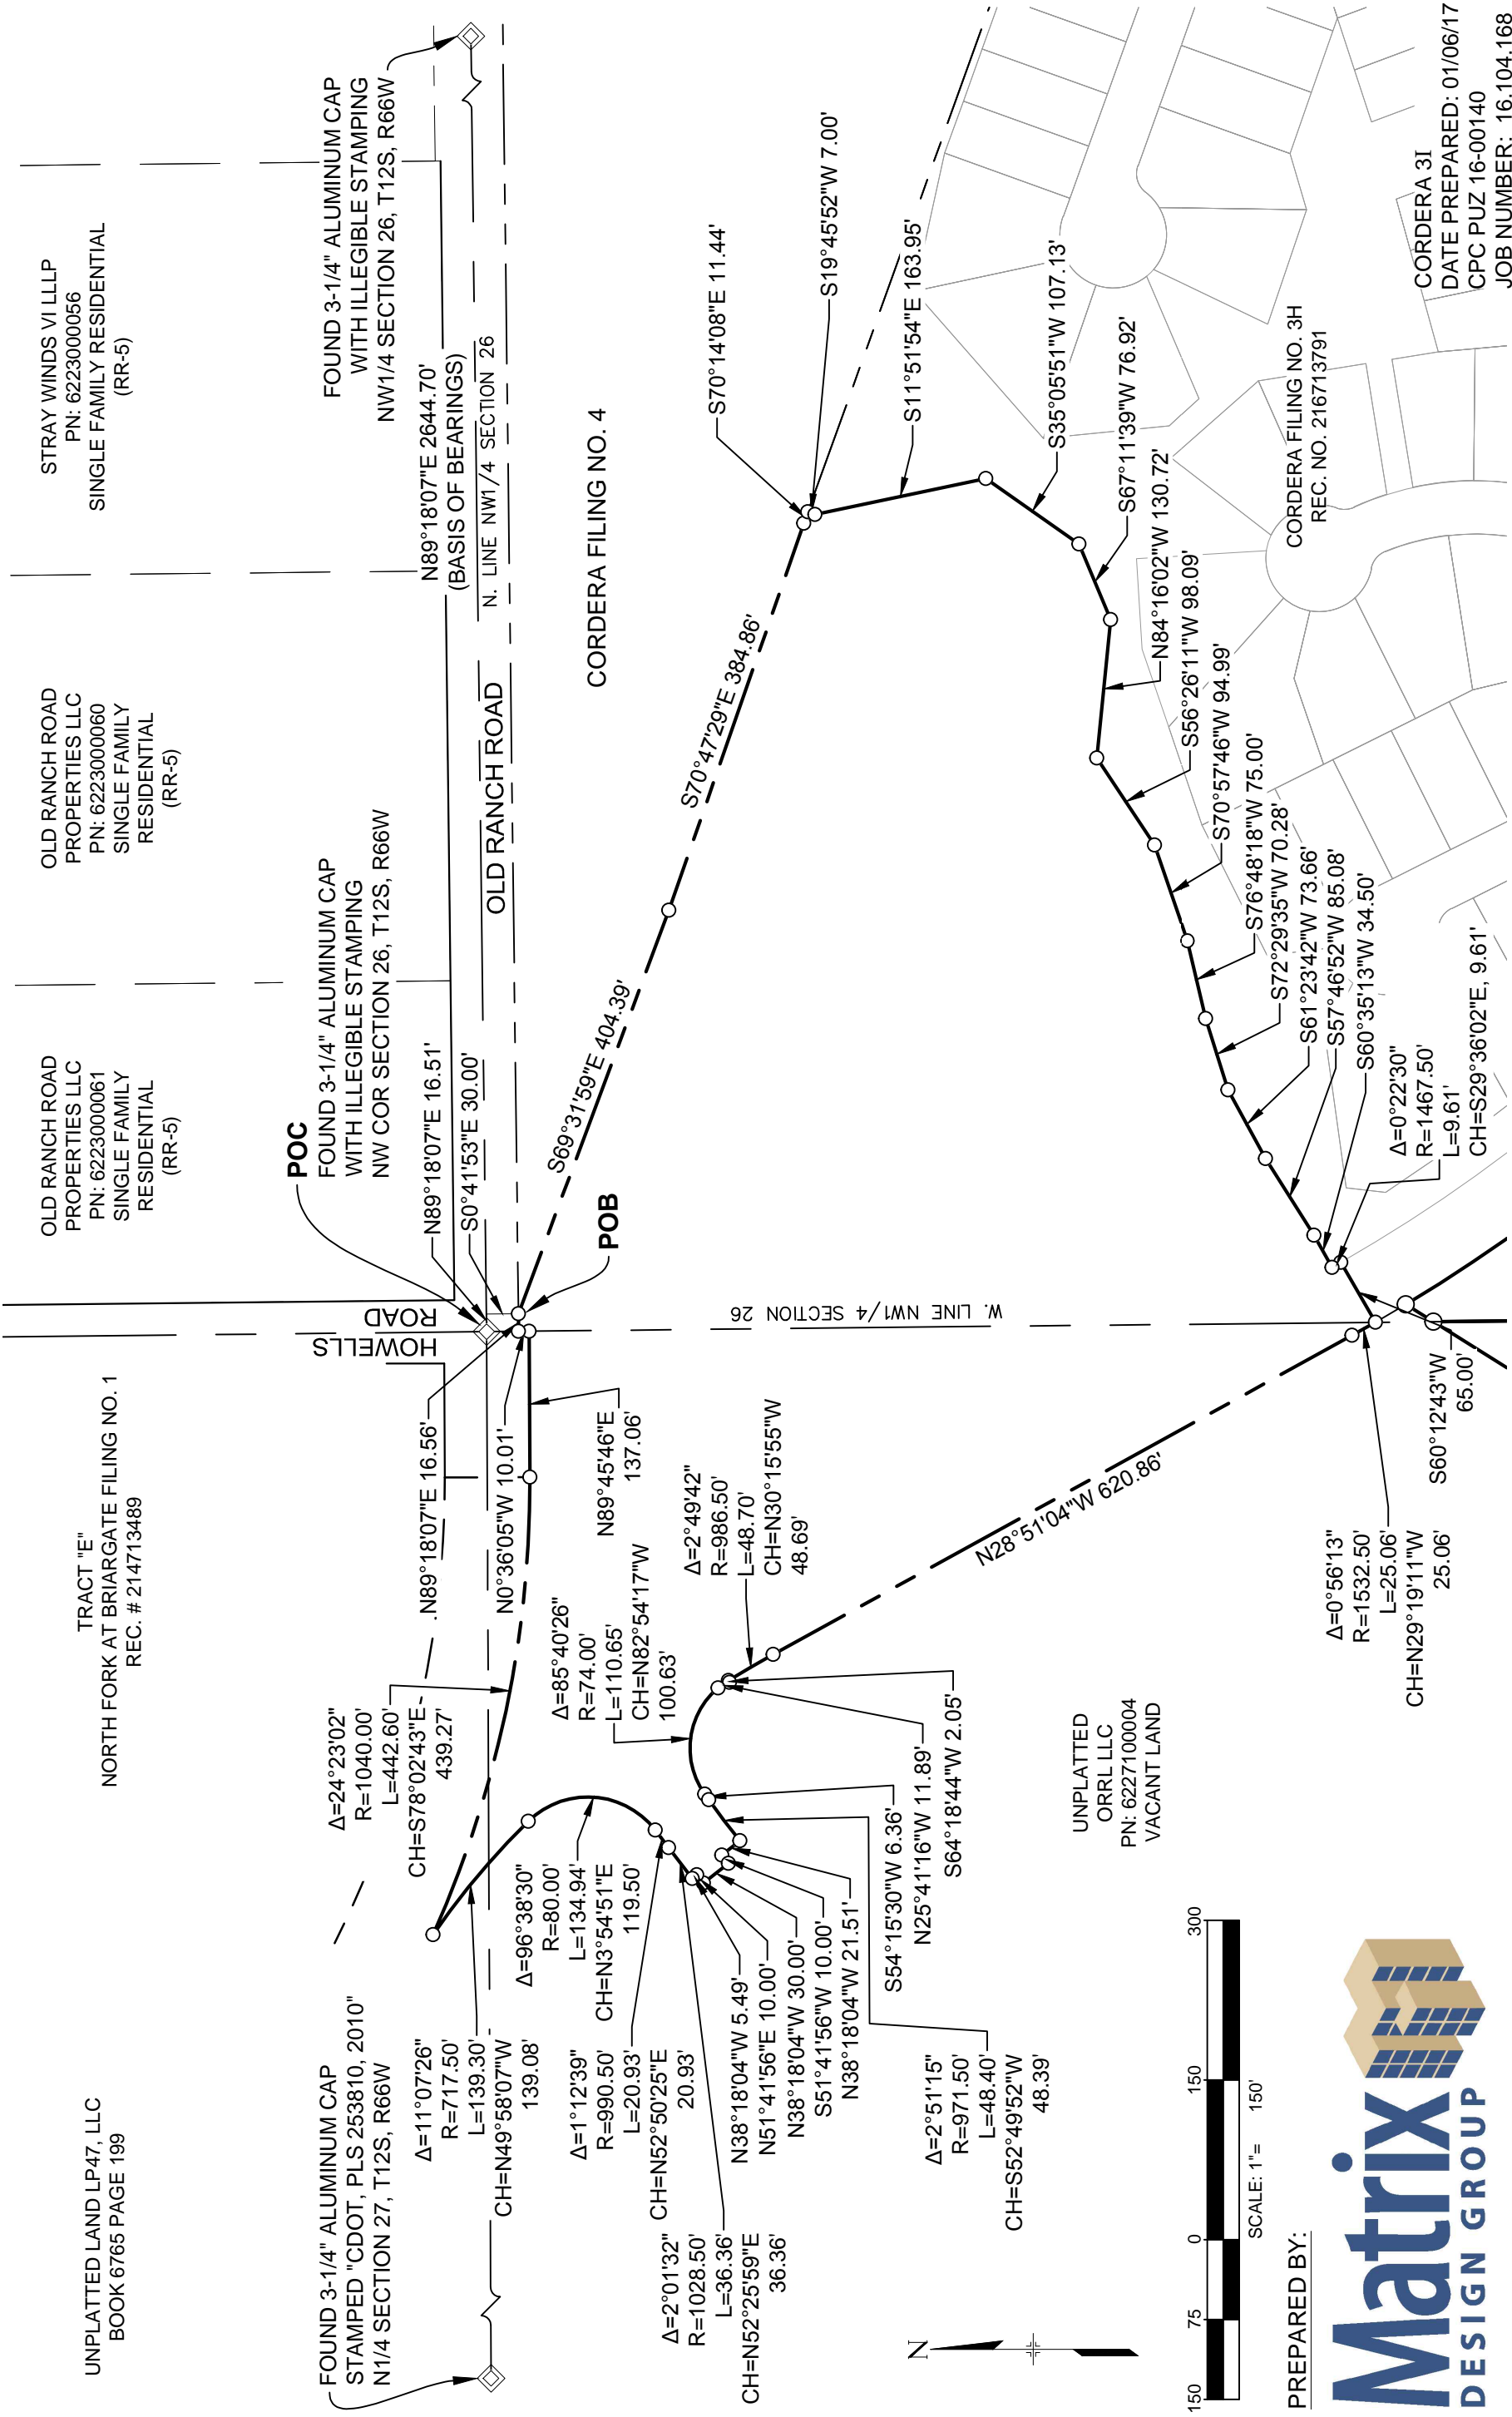 UNPLATTED LAND LP47, LLC
BOOK 6765 PAGE 199
TRACT "E"
NORTH FORK AT BRIARGATE FILING NO. 1
REC. # 214713489
OLD RANCH ROAD
PROPERTIES LLC
PN: 6223000061
SINGLE FAMILY
RESIDENTIAL
(RR-5)
OLD RANCH ROAD
PROPERTIES LLC
PN: 6223000060
SINGLE FAMILY
RESIDENTIAL
(RR-5)
STRAY WINDS VI LLLP
PN: 6223000056
SINGLE FAMILY RESIDENTIAL
(RR-5)
FOUND 3-1/4" ALUMINUM CAP
STAMPED "CDOT, PLS 253810, 2010"
N1/4 SECTION 27, T12S, R66W
POC
FOUND 3-1/4" ALUMINUM CAP
WITH ILLEGIBLE STAMPING
NW COR SECTION 26, T12S, R66W
FOUND 3-1/4" ALUMINUM CAP
WITH ILLEGIBLE STAMPING
NW1/4 SECTION 26, T12S, R66W
HOWELLS
ROAD
N89°18'07"E 16.51'
S0°41'53"E 30.00'
N89°18'07"E 2644.70'
(BASIS OF BEARINGS)
N. LINE NW1/4 SECTION 26
OLD RANCH ROAD
CORDERA FILING NO. 4
.N89°18'07"E 16.56'
N0°36'05"W 10.01'
N89°45'46"E
137.06'
POB
S69°31'59"E 404.39'
S70°47'29"E 384.86'
S70°14'08"E 11.44'
S19°45'52"W 7.00'
S11°51'54"E 163.95'
S35°05'51"W 107.13'
S67°11'39"W 76.92'
N84°16'02"W 130.72'
S56°26'11"W 98.09'
S70°57'46"W 94.99'
S76°48'18"W 75.00'
S72°29'35"W 70.28'
S61°23'42"W 73.66'
S57°46'52"W 85.08'
S60°35'13"W 34.50'
Δ=0°22'30"
R=1467.50'
L=9.61'
CH=S29°36'02"E, 9.61'
S60°12'43"W
65.00'
Δ=0°56'13"
R=1532.50'
L=25.06'
CH=N29°19'11"W
25.06'
N28°51'04"W 620.86'
W. LINE NW1/4 SECTION 26
Δ=2°49'42"
R=986.50'
L=48.70'
CH=N30°15'55"W
48.69'
S64°18'44"W 2.05'
N25°41'16"W 11.89'
Δ=85°40'26"
R=74.00'
L=110.65'
CH=N82°54'17"W
100.63'
S54°15'30"W 6.36'
Δ=2°51'15"
R=971.50'
L=48.40'
CH=S52°49'52"W
48.39'
N38°18'04"W 21.51'
S51°41'56"W 10.00'
N38°18'04"W 30.00'
N51°41'56"E 10.00'
N38°18'04"W 5.49'
Δ=2°01'32"
R=1028.50'
L=36.36'
CH=N52°25'59"E
36.36'
Δ=1°12'39"
R=990.50'
L=20.93'
CH=N52°50'25"E
20.93'
Δ=96°38'30"
R=80.00'
L=134.94'
CH=N3°54'51"E
119.50'
Δ=11°07'26"
R=717.50'
L=139.30'
CH=N49°58'07"W
139.08'
Δ=24°23'02"
R=1040.00'
L=442.60'
CH=S78°02'43"E
439.27'
UNPLATTED
ORRL LLC
PN: 6227100004
VACANT LAND
CORDERA FILING NO. 3H
REC. NO. 216713791
N
150 75 0 150 300
SCALE: 1"= 150'
PREPARED BY:
Matrix
DESIGN GROUP
CORDERA 3I
DATE PREPARED: 01/06/17
CPC PUZ 16-00140
JOB NUMBER: 16.104.168